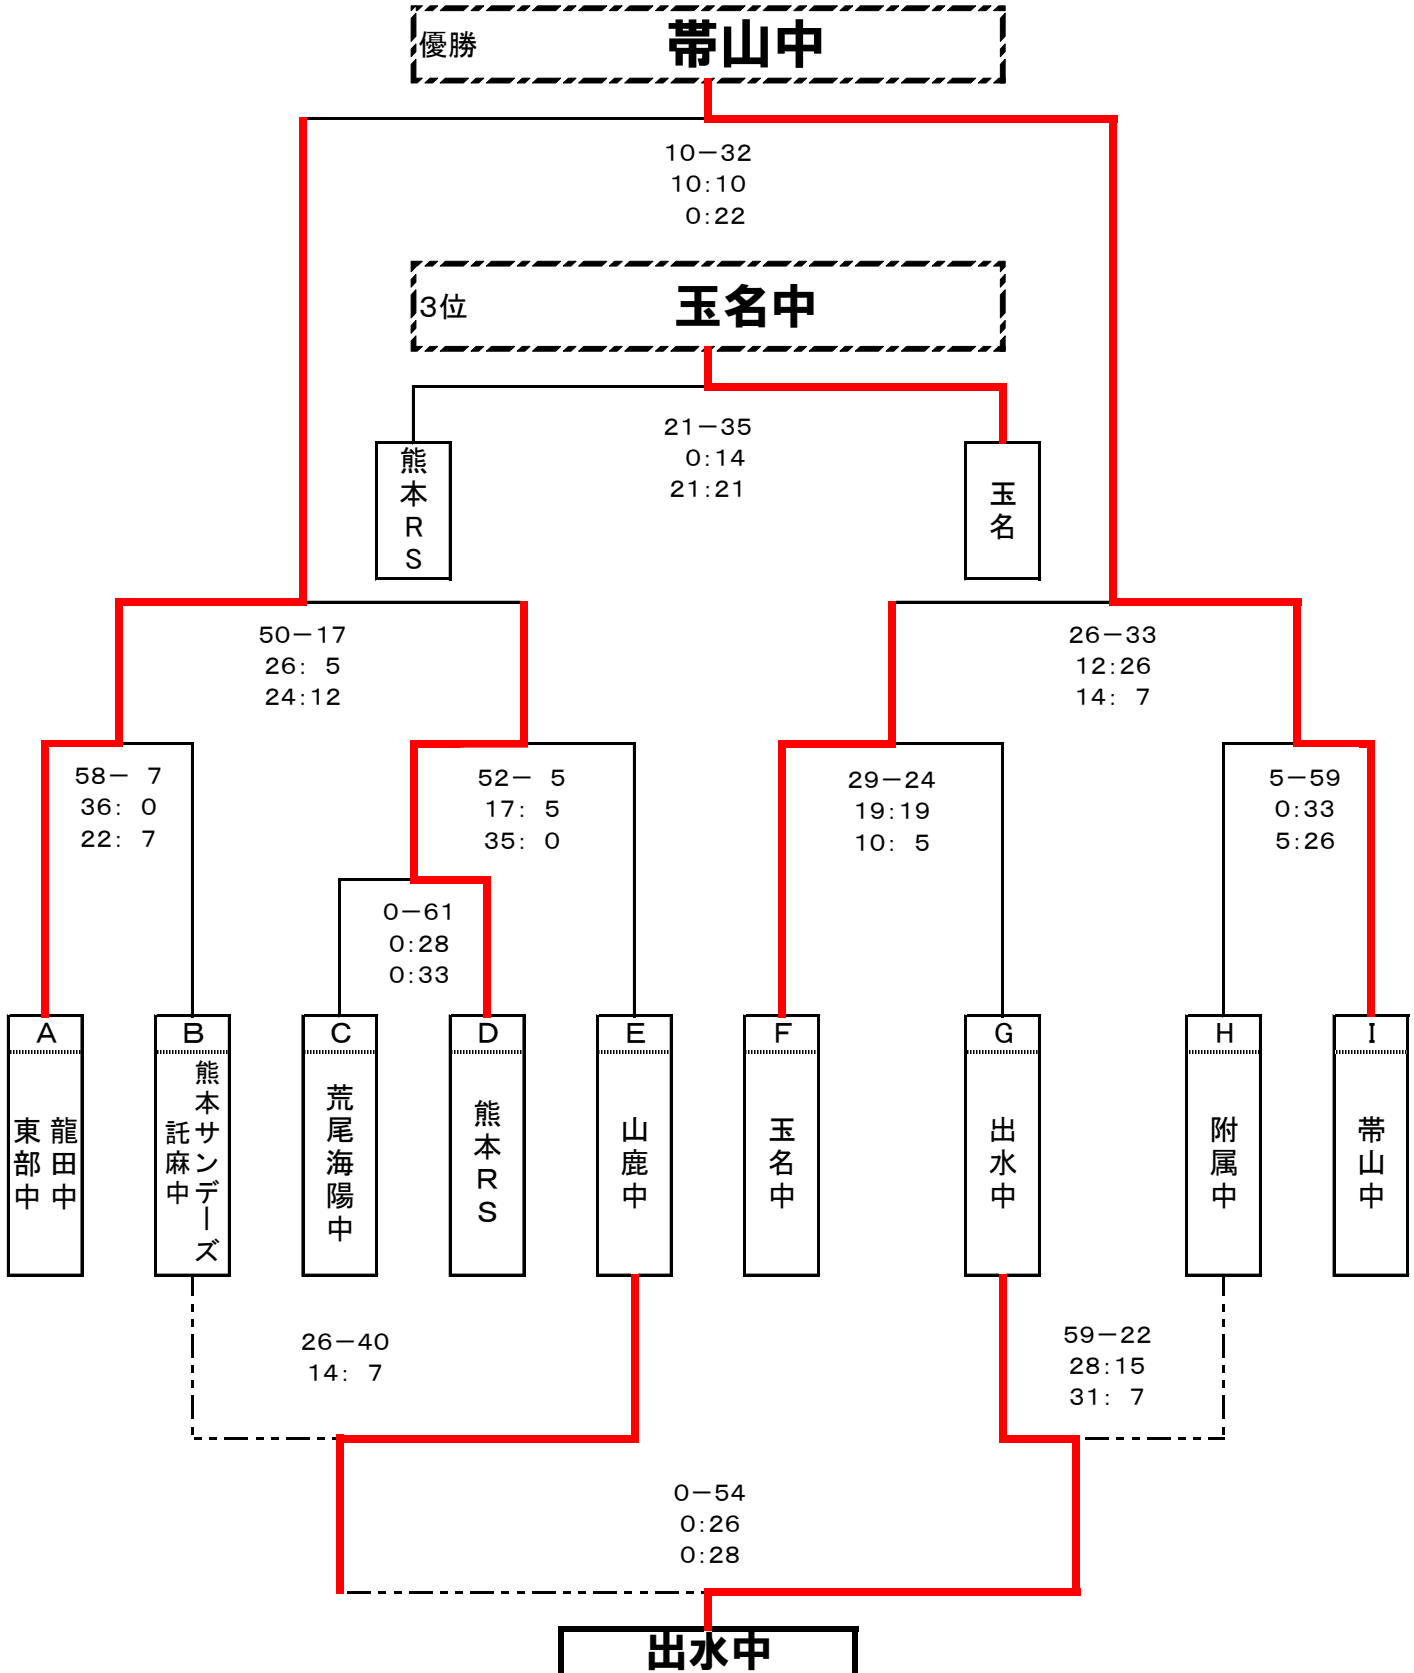 優勝 帯山中
10－32
10：10
0：22
3位 玉名中
21－35
0：14
21：21
熊本RS
玉名
50－17
26： 5
24：12
26－33
12：26
14： 7
58－ 7
36： 0
22： 7
52－ 5
17： 5
35： 0
29－24
19：19
10： 5
5－59
0：33
5：26
0－61
0：28
0：33
A
龍田中
東部中
B
熊本サンデーズ
託麻中
C
荒尾海陽中
D
熊本RS
E
山鹿中
F
玉名中
G
出水中
H
附属中
I
帯山中
26－40
14： 7
59－22
28：15
31： 7
0－54
0：26
0：28
出水中